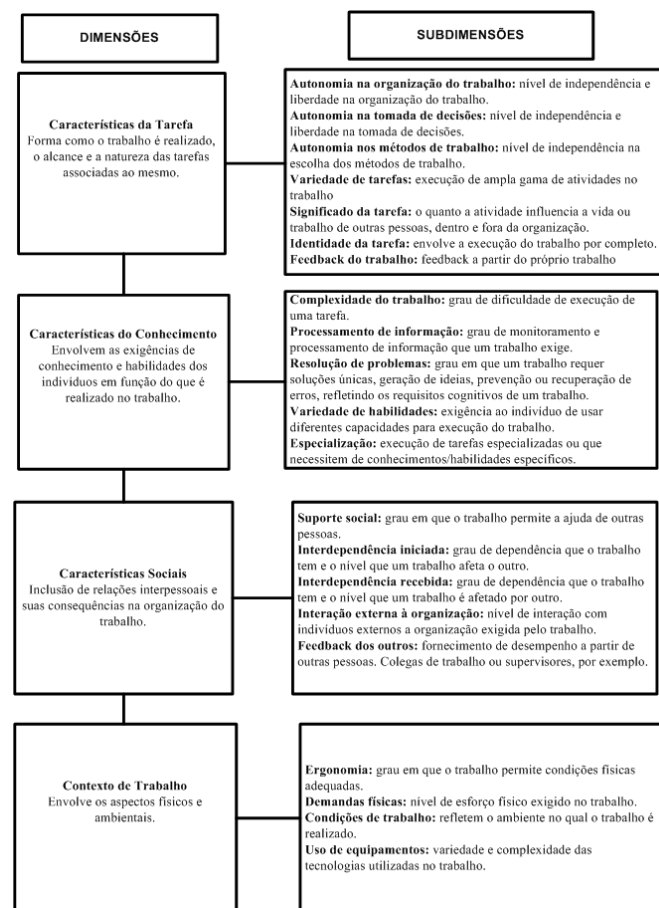 DIMENSÕES
SUBDIMENSÕES
Características da Tarefa
Forma como o trabalho é realizado,
o alcance e a natureza das tarefas
associadas ao mesmo.
Autonomia na organização do trabalho: nível de independência e
liberdade na organização do trabalho.
Autonomia na tomada de decisões: nível de independência e
liberdade na tomada de decisões.
Autonomia nos métodos de trabalho: nível de independência na
escolha dos métodos de trabalho.
Variedade de tarefas: execução de ampla gama de atividades no
trabalho
Significado da tarefa: o quanto a atividade influencia a vida ou
trabalho de outras pessoas, dentro e fora da organização.
Identidade da tarefa: envolve a execução do trabalho por completo.
Feedback do trabalho: feedback a partir do próprio trabalho
Características do Conhecimento
Envolvem as exigências de
conhecimento e habilidades dos
indivíduos em função do que é
realizado no trabalho.
Complexidade do trabalho: grau de dificuldade de execução de
uma tarefa.
Processamento de informação: grau de monitoramento e
processamento de informação que um trabalho exige.
Resolução de problemas: grau em que um trabalho requer
soluções únicas, geração de ideias, prevenção ou recuperação de
erros, refletindo os requisitos cognitivos de um trabalho.
Variedade de habilidades: exigência ao indivíduo de usar
diferentes capacidades para execução do trabalho.
Especialização: execução de tarefas especializadas ou que
necessitem de conhecimentos/habilidades específicos.
Características Sociais
Inclusão de relações interpessoais e
suas consequências na organização do
trabalho.
Suporte social: grau em que o trabalho permite a ajuda de outras
pessoas.
Interdependência iniciada: grau de dependência que o trabalho
tem e o nível que um trabalho afeta o outro.
Interdependência recebida: grau de dependência que o trabalho
tem e o nível que um trabalho é afetado por outro.
Interação externa à organização: nível de interação com
indivíduos externos a organização exigida pelo trabalho.
Feedback dos outros: fornecimento de desempenho a partir de
outras pessoas. Colegas de trabalho ou supervisores, por exemplo.
Contexto de Trabalho
Envolve os aspectos físicos e
ambientais.
Ergonomia: grau em que o trabalho permite condições físicas
adequadas.
Demandas físicas: nível de esforço físico exigido no trabalho.
Condições de trabalho: refletem o ambiente no qual o trabalho é
realizado.
Uso de equipamentos: variedade e complexidade das
tecnologias utilizadas no trabalho.